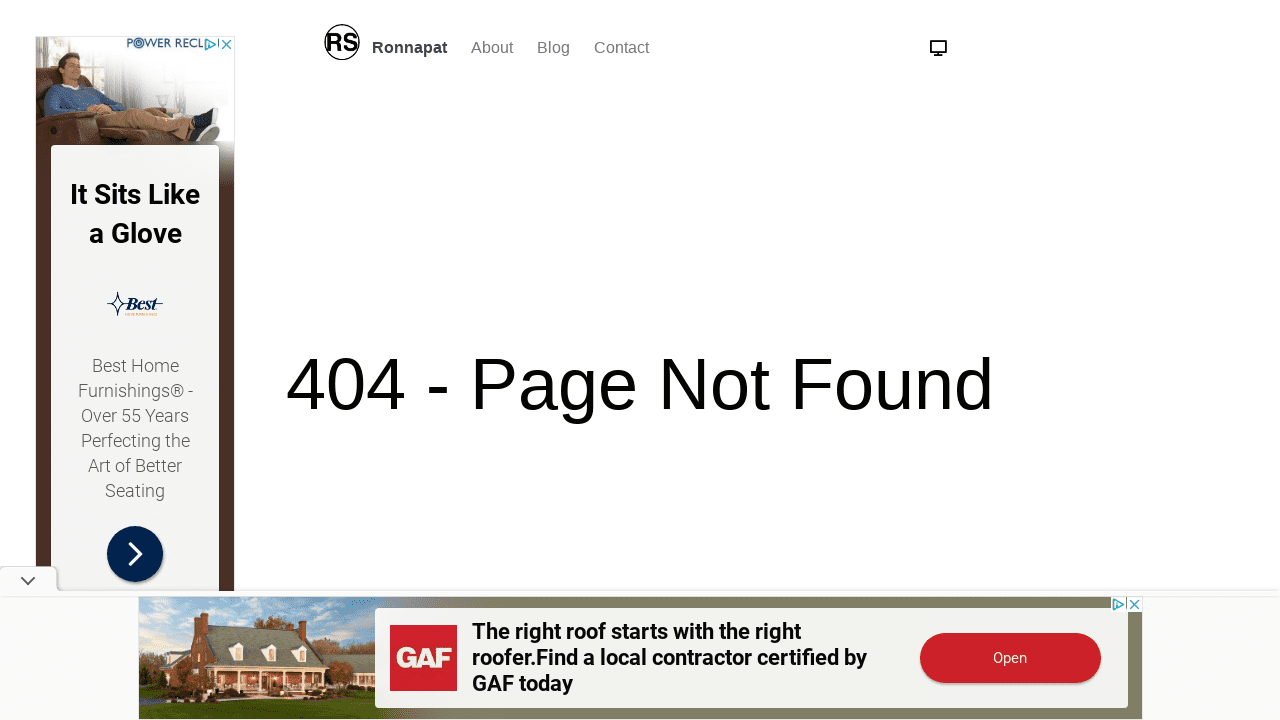 RS
Ronnapat
About
Blog
Contact
POWER RECL
It Sits Like
a Glove
Best
Best Home
Furnishings® -
Over 55 Years
Perfecting the
Art of Better
Seating
404 - Page Not Found
GAF
The right roof starts with the right
roofer.Find a local contractor certified by
GAF today
Open